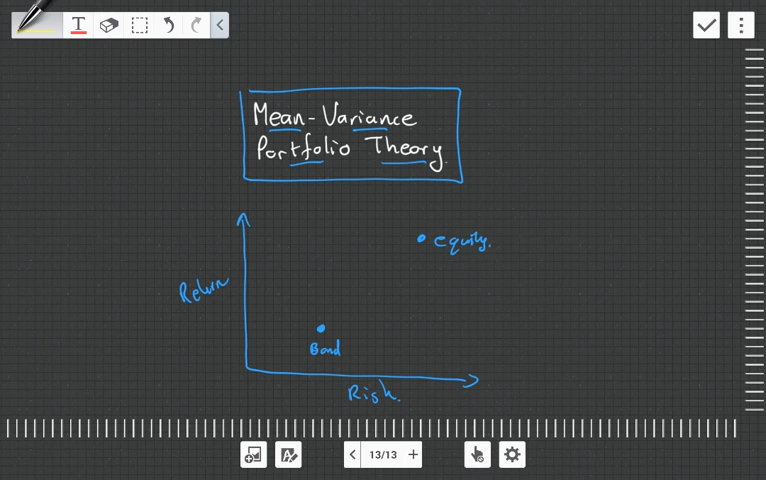 T
Mean-Variance
Portfolio Theory.
equity.
Return
Bond
Risk.
13/13